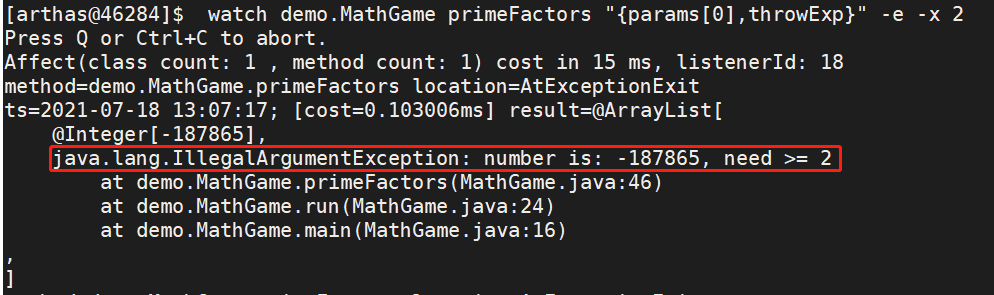 [arthas@46284]$  watch demo.MathGame primeFactors "{params[0],throwExp}" -e -x 2
Press Q or Ctrl+C to abort.
Affect(class count: 1 , method count: 1) cost in 15 ms, listenerId: 18
method=demo.MathGame.primeFactors location=AtExceptionExit
ts=2021-07-18 13:07:17; [cost=0.103006ms] result=@ArrayList[
    @Integer[-187865],
    java.lang.IllegalArgumentException: number is: -187865, need >= 2
        at demo.MathGame.primeFactors(MathGame.java:46)
        at demo.MathGame.run(MathGame.java:24)
        at demo.MathGame.main(MathGame.java:16)
,
]